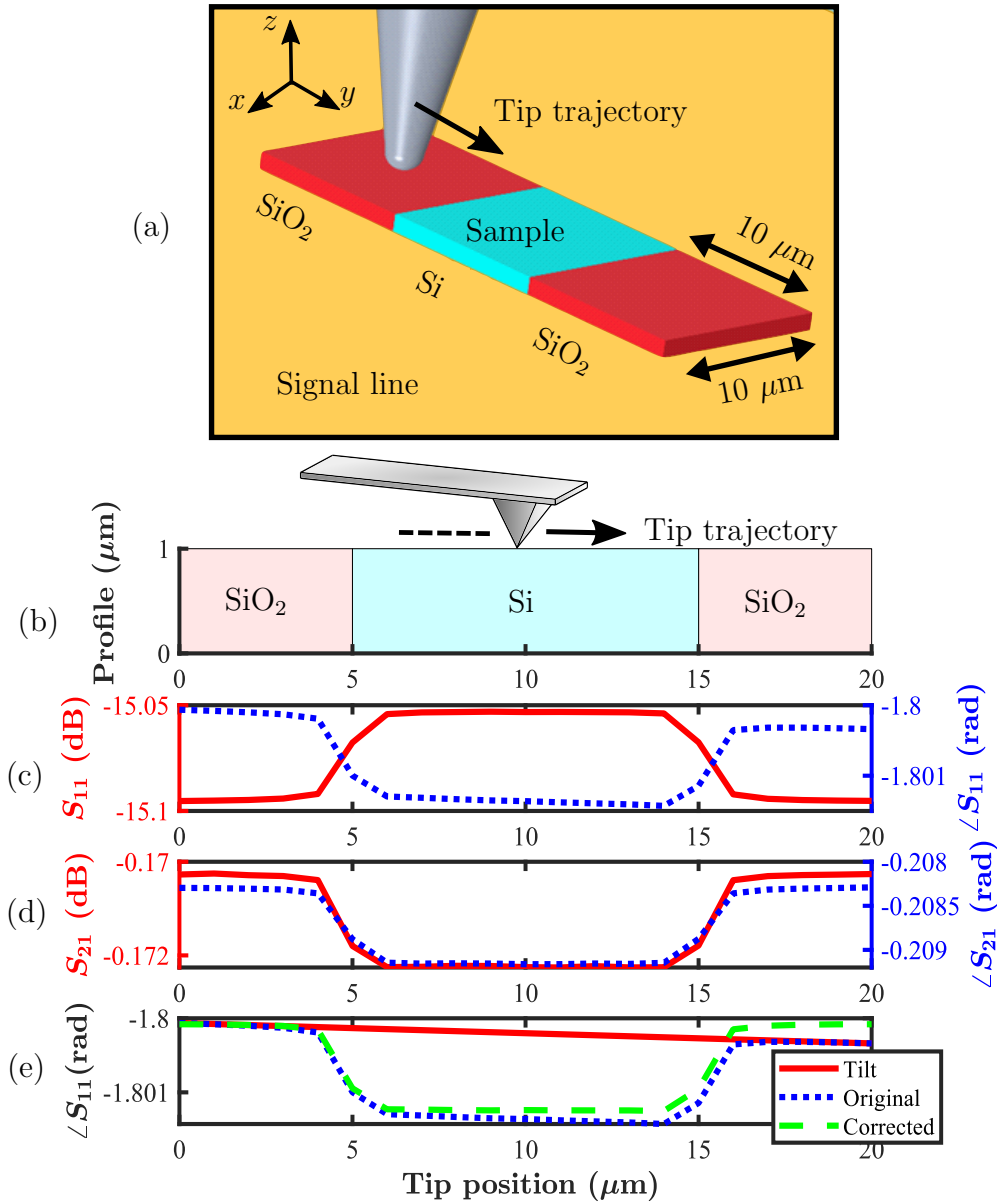 z
x
y
Tip trajectory
(a)
SiO₂
Sample
Si
SiO₂
10 μm
10 μm
Signal line
Tip trajectory
(b)
Profile (μm)
1
0
SiO₂
Si
SiO₂
0 5 10 15 20
(c)
S₁₁ (dB)
-15.05
-15.1
-1.8
-1.801
∠S₁₁ (rad)
0 5 10 15 20
(d)
S₂₁ (dB)
-0.17
-0.172
-0.208
-0.2085
-0.209
∠S₂₁ (rad)
0 5 10 15 20
(e)
∠S₁₁(rad)
-1.8
-1.801
Tilt
Original
Corrected
0 5 10 15 20
Tip position (μm)